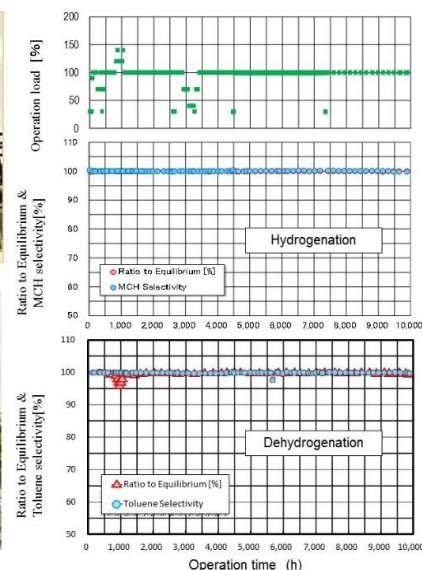 Operation load [%]
200
150
100
50
0
Ratio to Equilibrium &
MCH selectivity[%]
110
100
90
80
70
60
50
Hydrogenation
Ratio to Equilibrium [%]
MCH Selectivity
0 1,000 2,000 3,000 4,000 5,000 6,000 7,000 8,000 9,000 10,000
Ratio to Equilibrium &
Toluene selectivity[%]
110
100
90
80
70
60
50
Dehydrogenation
Ratio to Equilibrium [%]
Toluene Selectivity
0 1,000 2,000 3,000 4,000 5,000 6,000 7,000 8,000 9,000 10,000
Operation time (h)